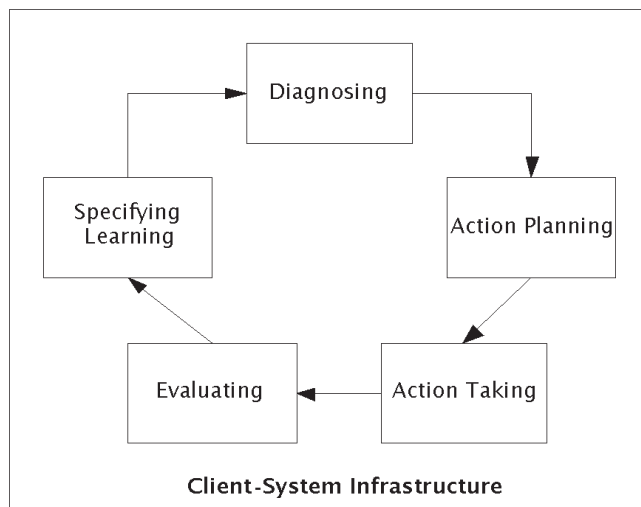 Diagnosing
Specifying
Learning
Action Planning
Evaluating
Action Taking
Client-System Infrastructure